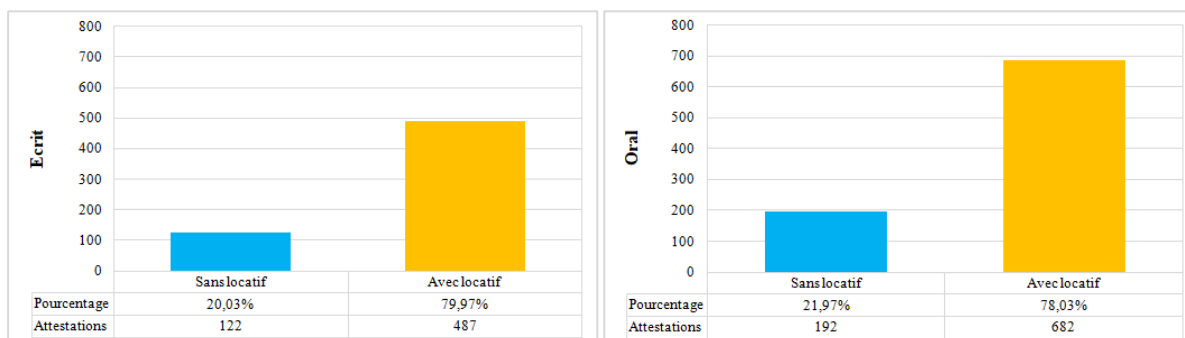 Ecrit
800
700
600
500
400
300
200
100
0
Sans locatif Avec locatif
Pourcentage 20,03% 79,97%
Attestations 122 487
Oral
800
700
600
500
400
300
200
100
0
Sans locatif Avec locatif
Pourcentage 21,97% 78,03%
Attestations 192 682